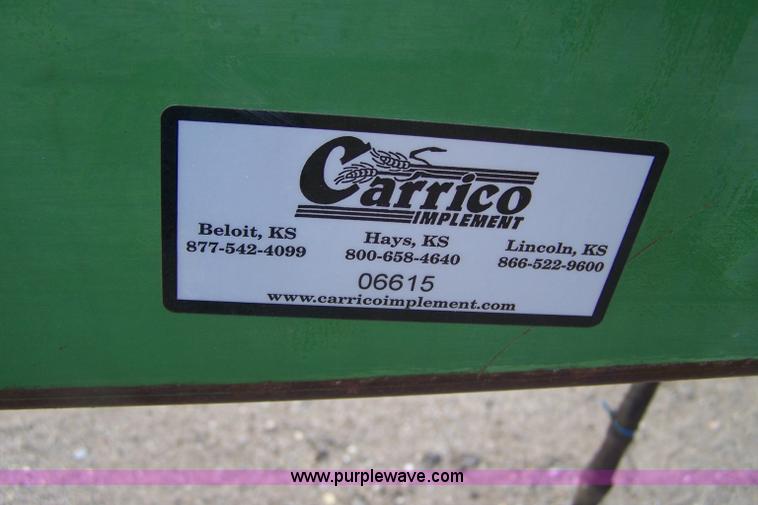 Carrico
IMPLEMENT
Beloit, KS
877-542-4099
Hays, KS
800-658-4640
Lincoln, KS
866-522-9600
06615
www.carricoimplement.com
www.purplewave.com